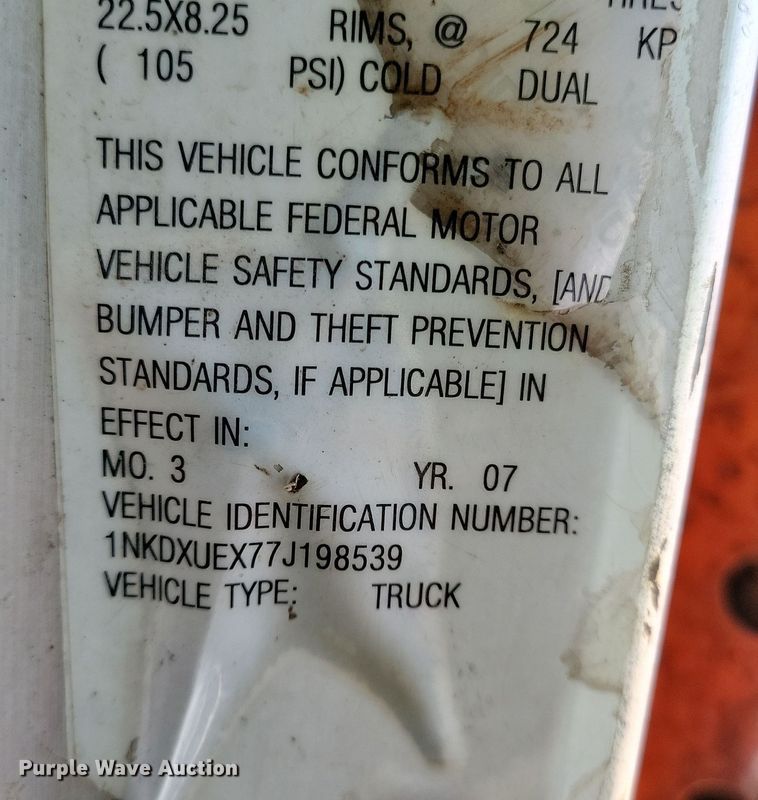 22.5X8.25 RIMS, @ 724 KP
( 105 PSI) COLD DUAL
THIS VEHICLE CONFORMS TO ALL
APPLICABLE FEDERAL MOTOR
VEHICLE SAFETY STANDARDS, [AND
BUMPER AND THEFT PREVENTION
STANDARDS, IF APPLICABLE] IN
EFFECT IN:
MO. 3 YR. 07
VEHICLE IDENTIFICATION NUMBER:
1NKDXUEX77J198539
VEHICLE TYPE: TRUCK
Purple Wave Auction